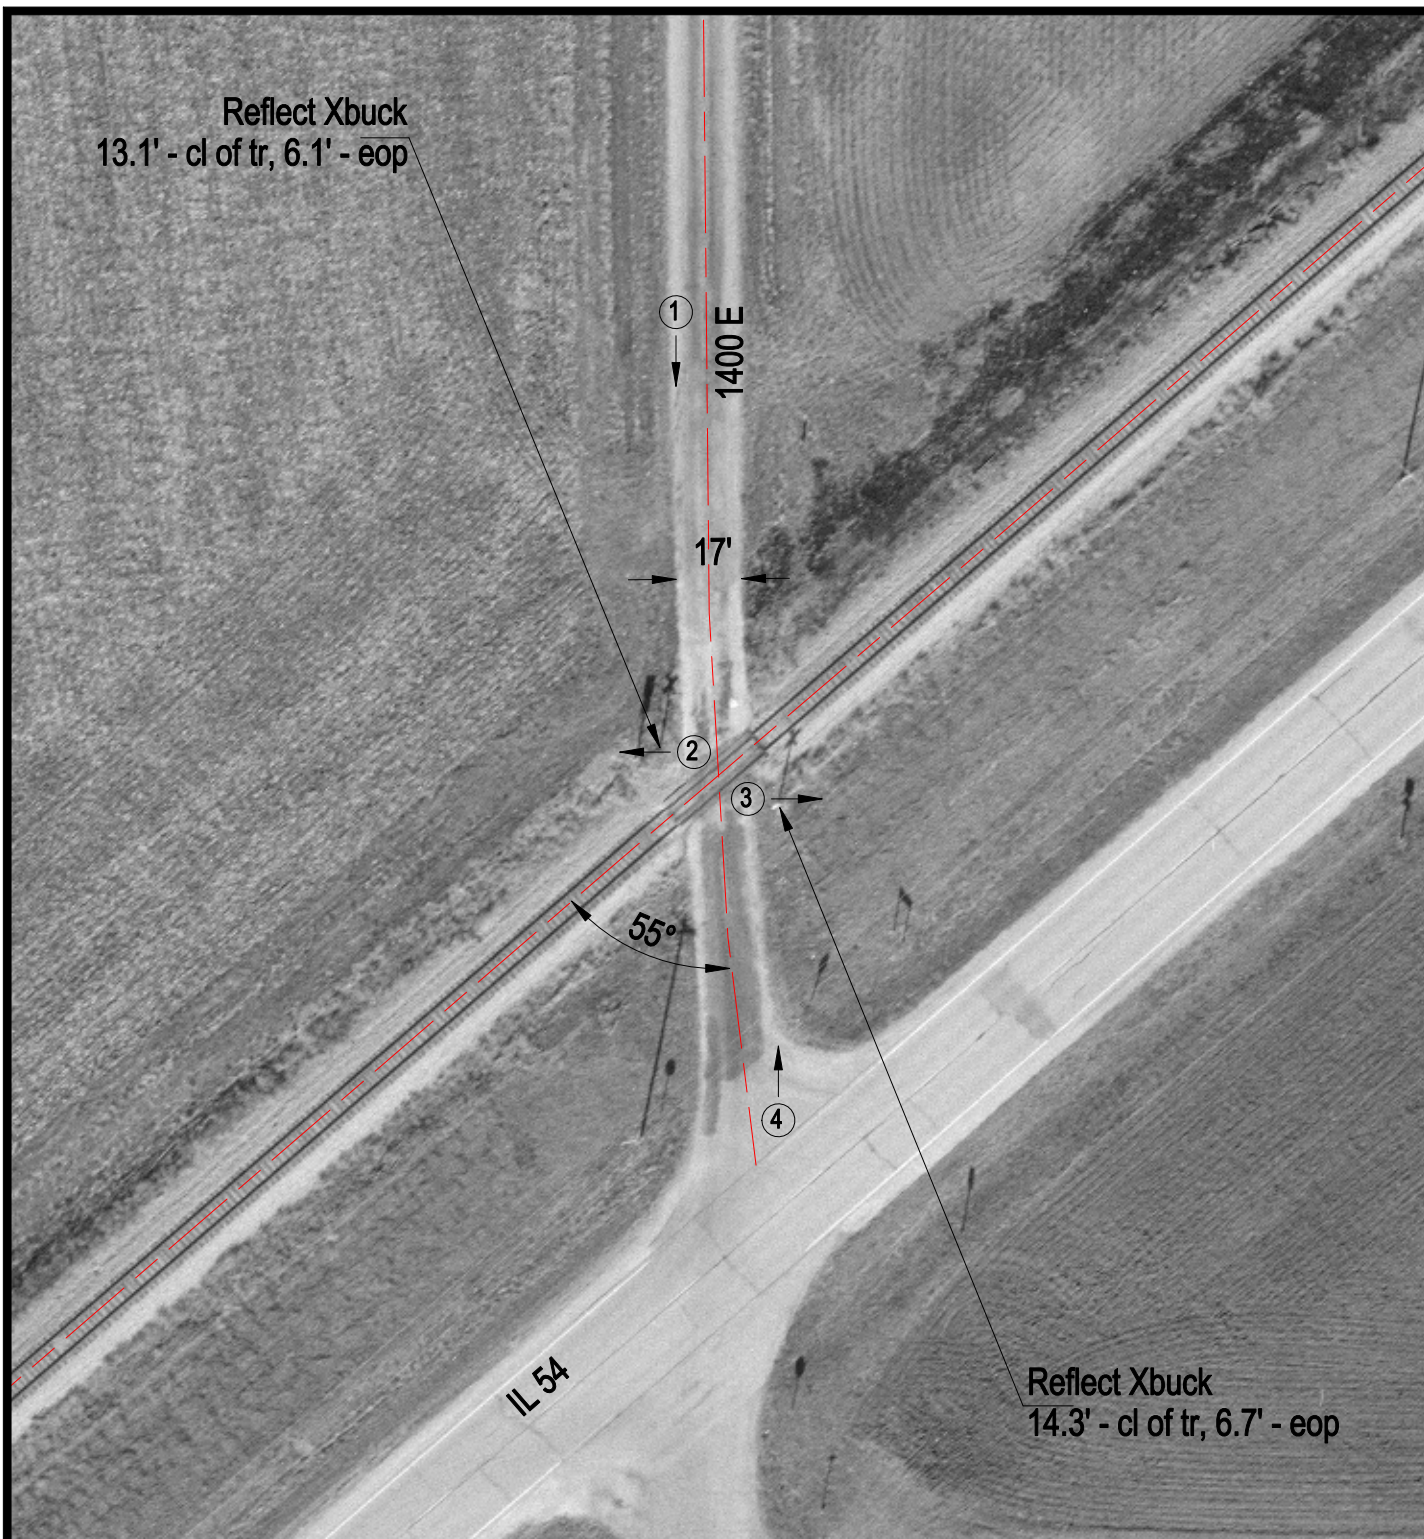 Reflect Xbuck
13.1' - cl of tr, 6.1' - eop
1
1400 E
17'
2
3
55°
4
IL 54
Reflect Xbuck
14.3' - cl of tr, 6.7' - eop